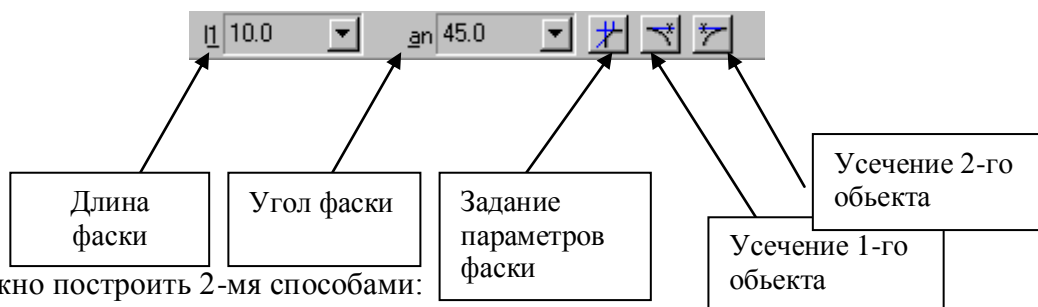 l1 10.0 an 45.0
Длина
фаски
Угол фаски
Задание
параметров
фаски
Усечение 2-го
обьекта
Усечение 1-го
обьекта
построить 2-мя способами: